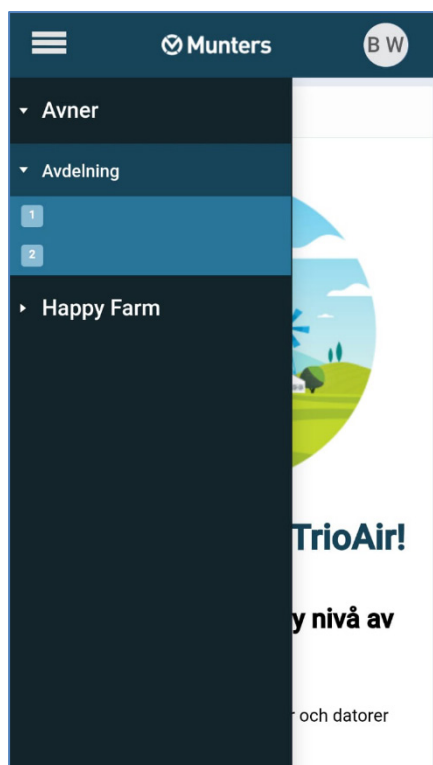 Munters
B W
Avner
Avdelning
1
2
Happy Farm
TrioAir!
y nivå av
och datorer